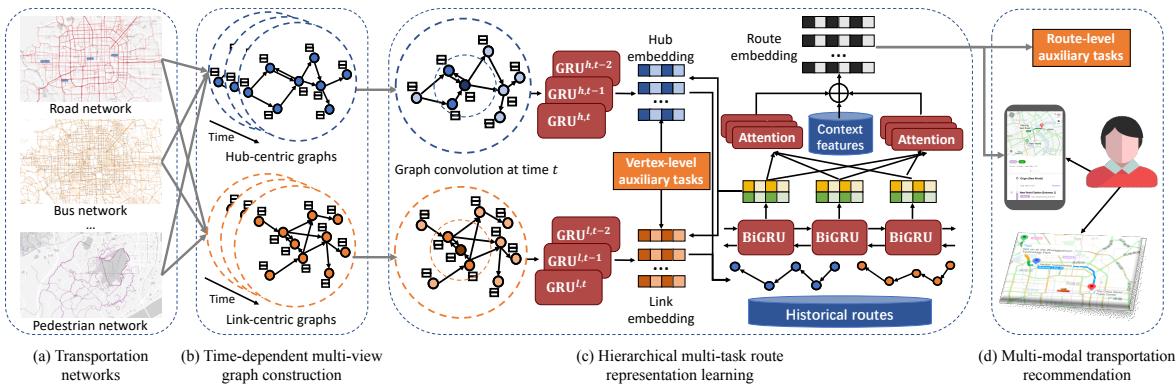 Road network
Bus network
...
Pedestrian network
Time
Hub-centric graphs
Time
Link-centric graphs
Graph convolution at time t
GRU^{h,t-2}
GRU^{h,t-1}
GRU^{h,t}
GRU^{l,t-2}
GRU^{l,t-1}
GRU^{l,t}
Hub
embedding
...
Vertex-level
auxiliary tasks
...
Link
embedding
Route
embedding
...
Attention
Context
features
Attention
BiGRU
BiGRU
BiGRU
Historical routes
Route-level
auxiliary tasks
(a) Transportation
networks
(b) Time-dependent multi-view
graph construction
(c) Hierarchical multi-task route
representation learning
(d) Multi-modal transportation
recommendation